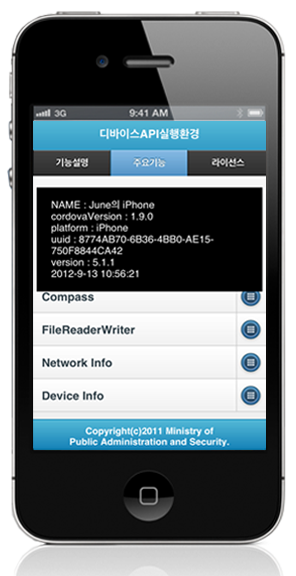 3G 9:41 AM
디바이스API실행환경
기능설명 주요기능 라이선스
NAME : June의 iPhone
cordovaVersion : 1.9.0
platform : iPhone
uuid : 8774AB70-6B36-4BB0-AE15-
750F8844CA42
version : 5.1.1
2012-9-13 10:56:21
Compass
FileReaderWriter
Network Info
Device Info
Copyright(c)2011 Ministry of
Public Administration and Security.